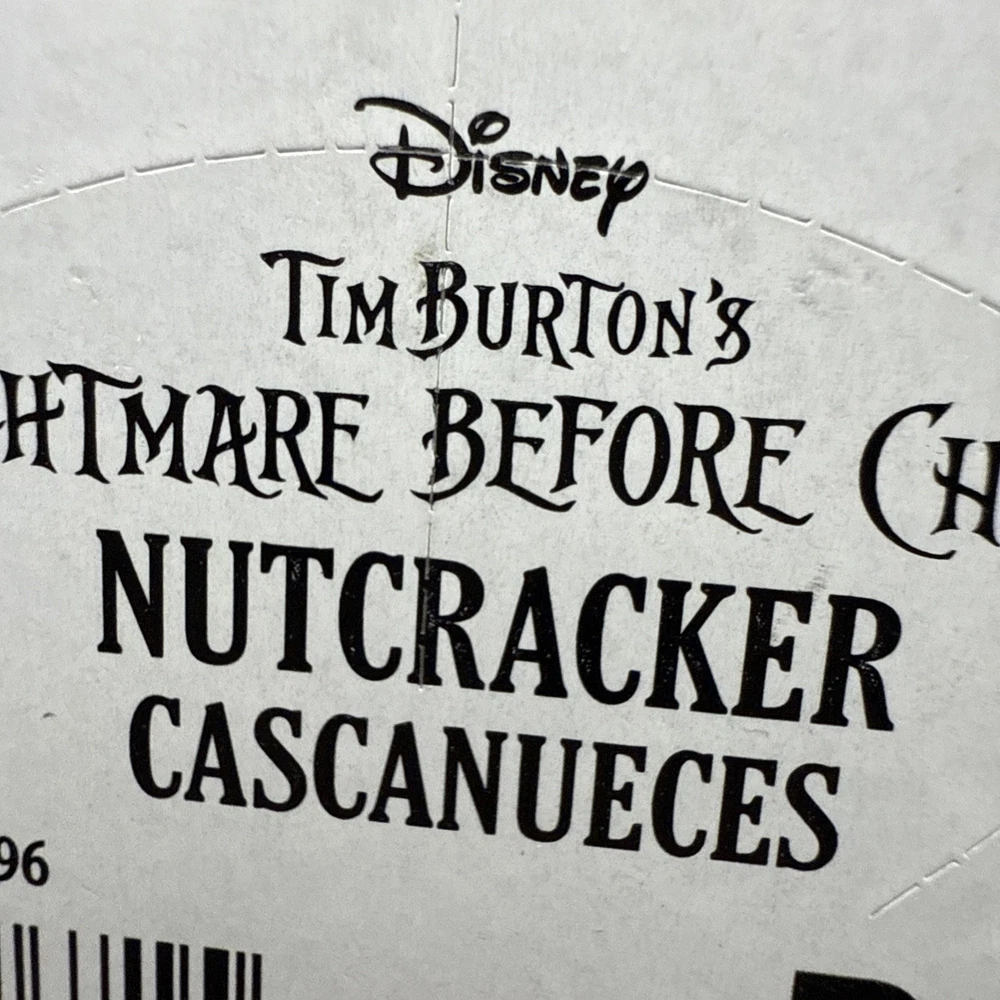 Disney
TIM BURTON'S
HTMARE BEFORE CH
NUTCRACKER
CASCANUECES
96